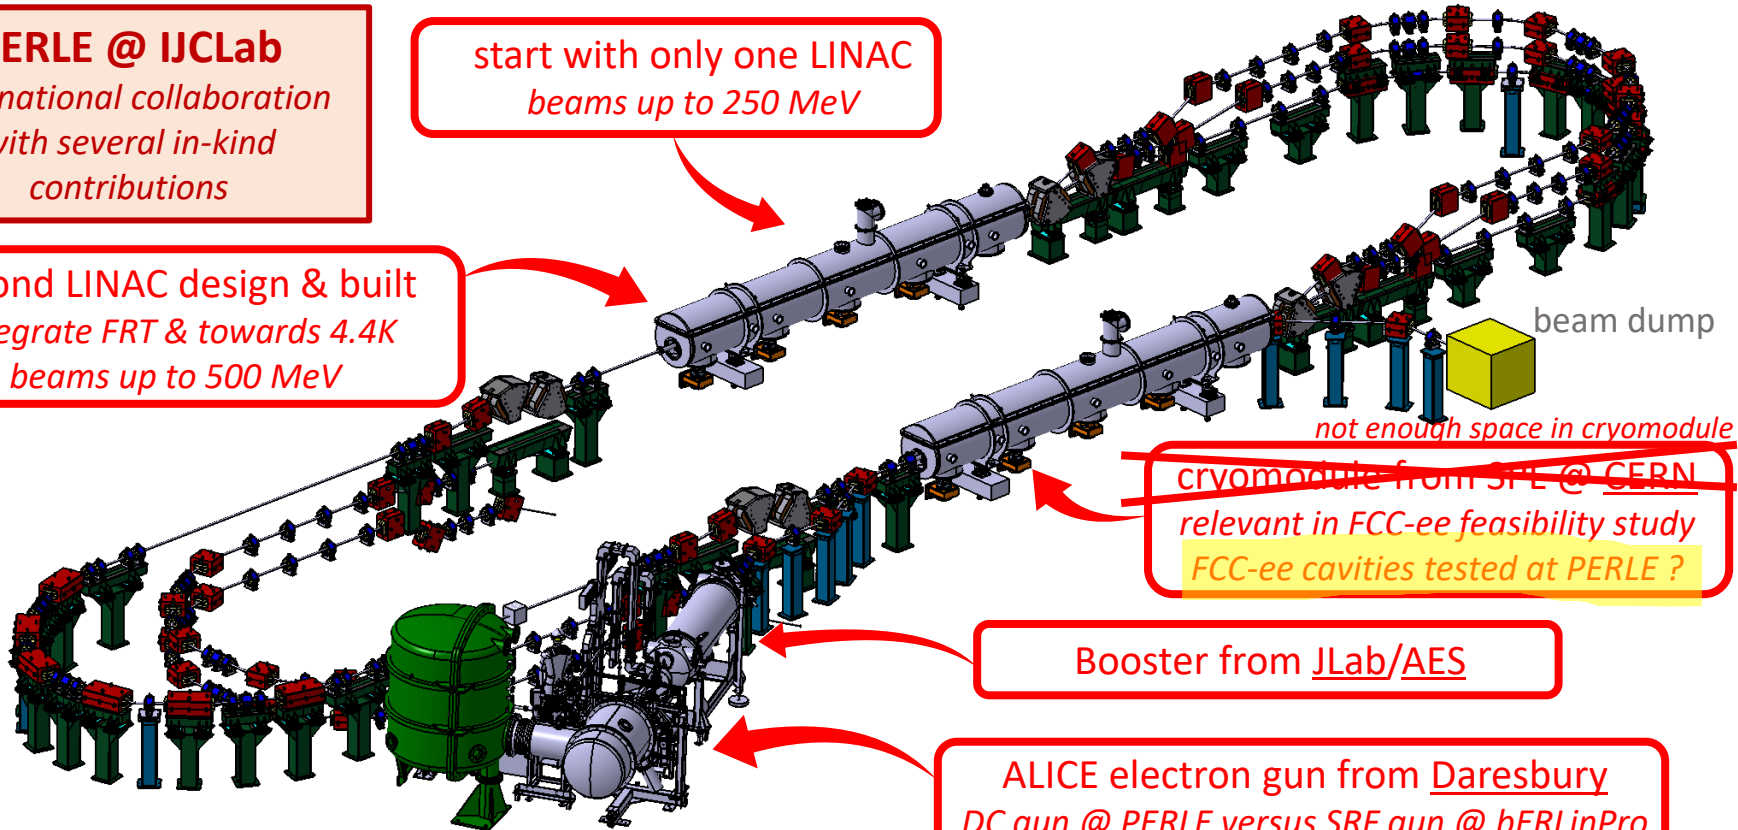 ERLE @ IJCLab
national collaboration
with several in-kind
contributions
start with only one LINAC
beams up to 250 MeV
ond LINAC design & built
egrate FRT & towards 4.4K
beams up to 500 MeV
beam dump
not enough space in cryomodule
cryomodule from SPL @ CERN
relevant in FCC-ee feasibility study
FCC-ee cavities tested at PERLE ?
Booster from JLab/AES
ALICE electron gun from Daresbury
DC gun @ PERLE versus SRF gun @ bERLinPro